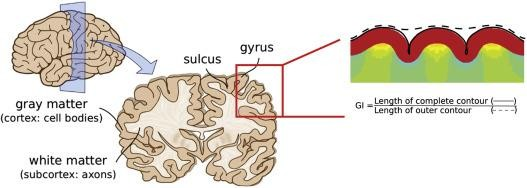 sulcus
gyrus
gray matter
(cortex: cell bodies)
white matter
(subcortex: axons)
GI = Length of complete contour (——)
Length of outer contour (- - - -)